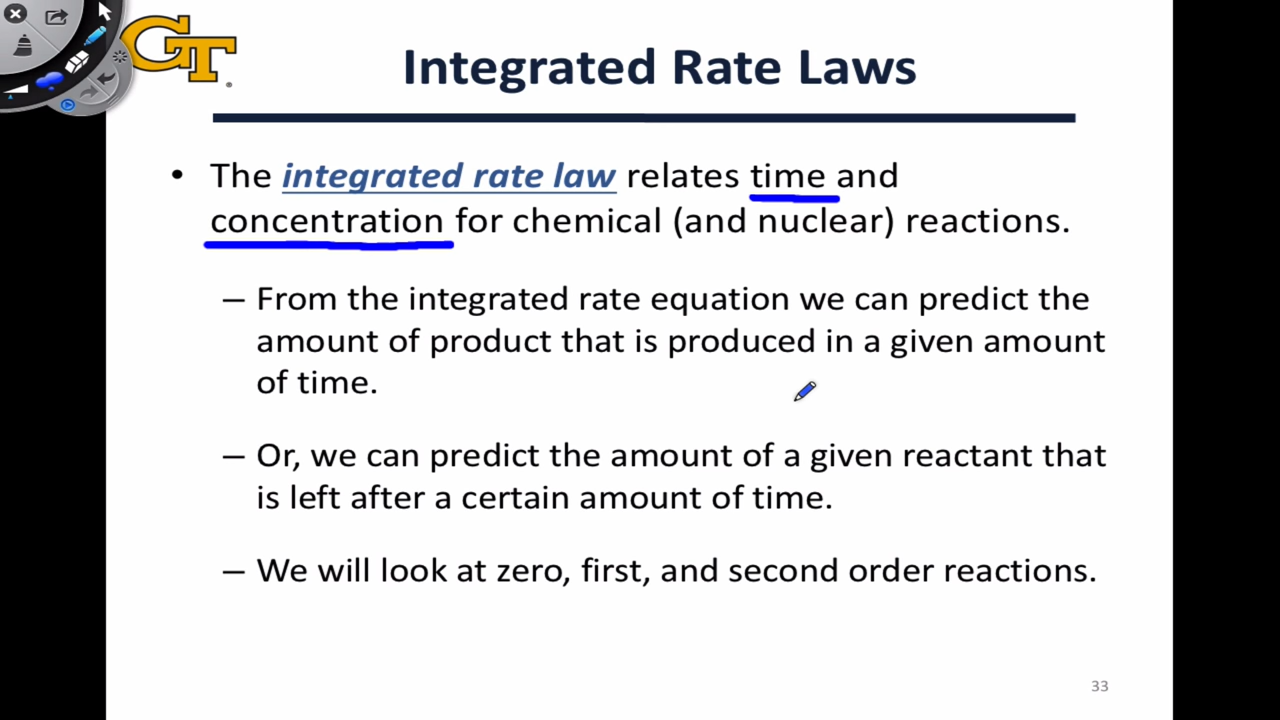 GT
Integrated Rate Laws
• The integrated rate law relates time and
concentration for chemical (and nuclear) reactions.
– From the integrated rate equation we can predict the
amount of product that is produced in a given amount
of time.
– Or, we can predict the amount of a given reactant that
is left after a certain amount of time.
– We will look at zero, first, and second order reactions.
33